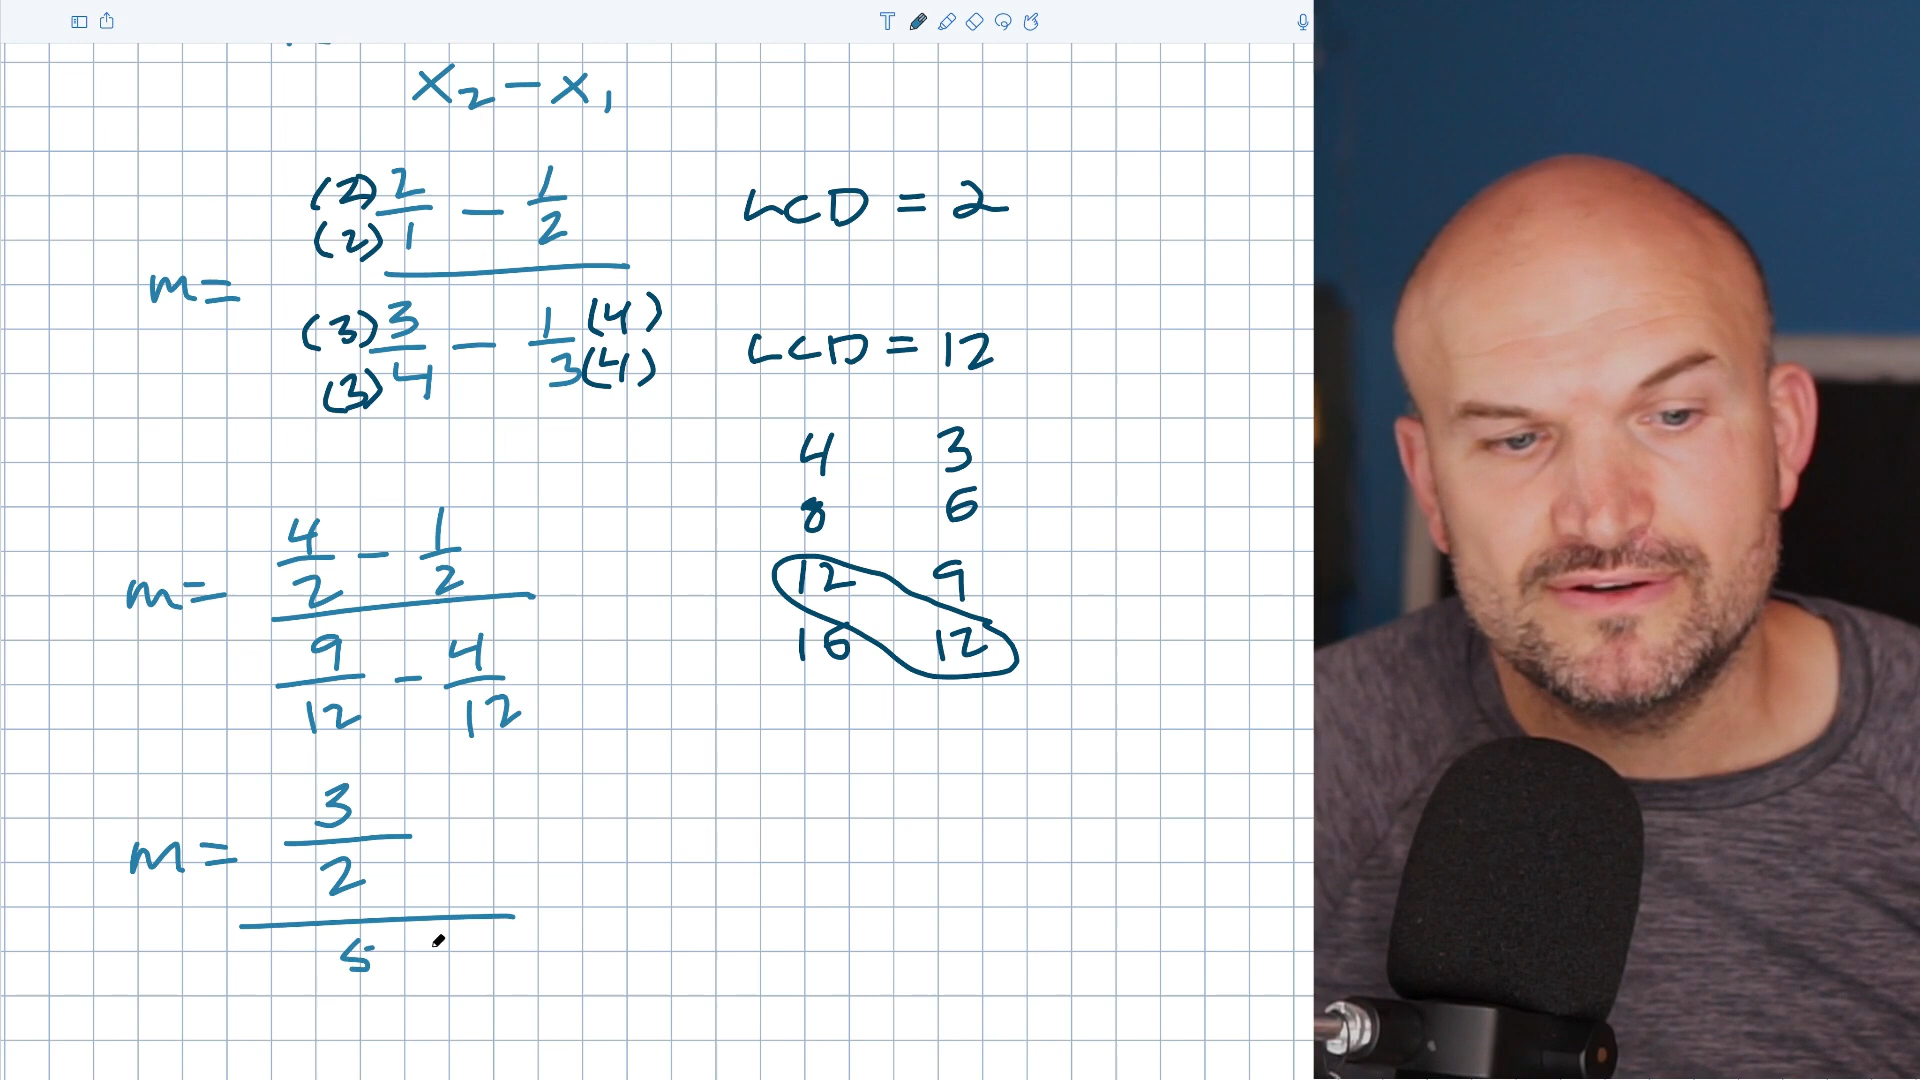 x₂ - x₁
(2) 2 1
(2) 1 - 2 LCD = 2
m =
(3) 3 1 (4)
(3) 4 - 3 (4) LCD = 12
4 3
8 6
12 9
16 12
4 1
2 - 2
m =
9 4
12 - 12
3
2
m =
5